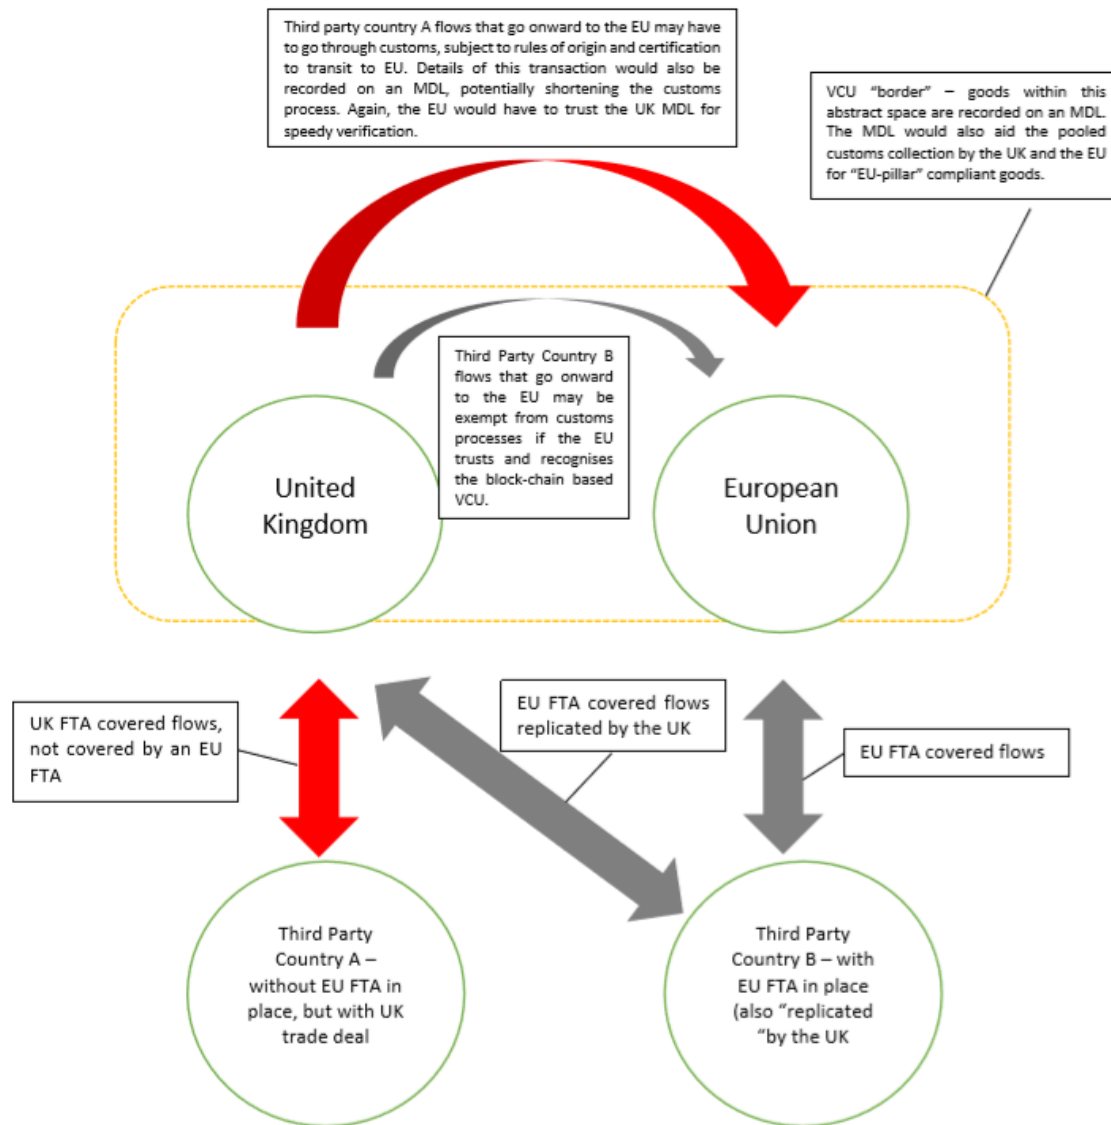 Third party country A flows that go onward to the EU may have
to go through customs, subject to rules of origin and certification
to transit to EU. Details of this transaction would also be
recorded on an MDL, potentially shortening the customs
process. Again, the EU would have to trust the UK MDL for
speedy verification.
VCU “border” – goods within this
abstract space are recorded on an MDL.
The MDL would also aid the pooled
customs collection by the UK and the EU
for “EU-pillar” compliant goods.
Third Party Country B
flows that go onward
to the EU may be
exempt from customs
processes if the EU
trusts and recognises
the block-chain based
VCU.
United
Kingdom
European
Union
UK FTA covered flows,
not covered by an EU
FTA
EU FTA covered flows
replicated by the UK
EU FTA covered flows
Third Party
Country A –
without EU FTA in
place, but with UK
trade deal
Third Party
Country B – with
EU FTA in place
(also “replicated
“by the UK